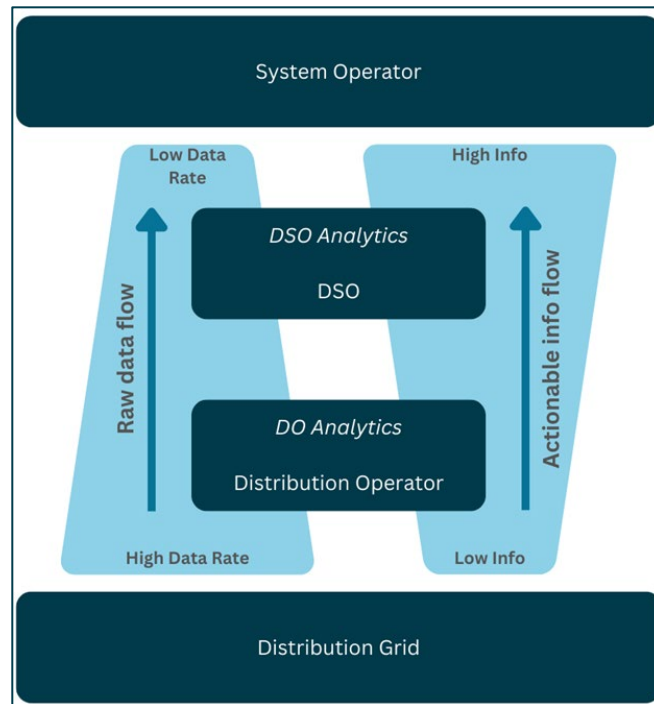 System Operator
Low Data
Rate
High Info
DSO Analytics
DSO
Raw data flow
Actionable info flow
DO Analytics
Distribution Operator
High Data Rate
Low Info
Distribution Grid